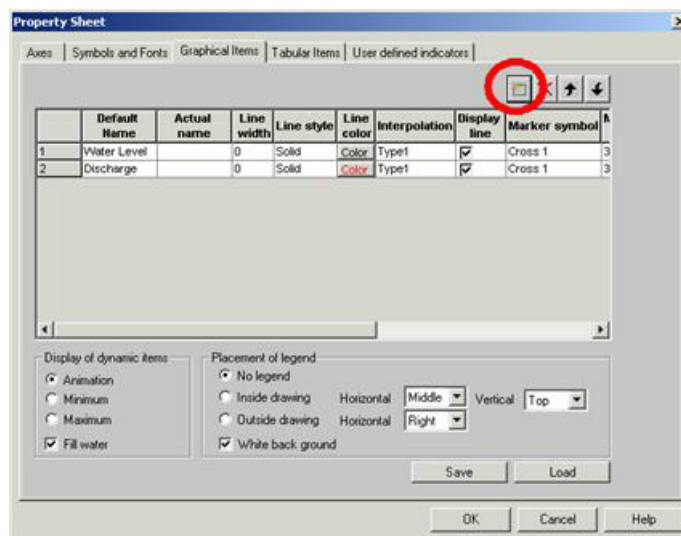 Property Sheet
Axes Symbols and Fonts Graphical Items Tabular Items User defined indicators
Default Name Actual name Line width Line style Line color Interpolation Display line Marker symbol M
1 Water Level 0 Solid Color Type1 Cross 1 3
2 Discharge 0 Solid Color Type1 Cross 1 3
Display of dynamic items
Animation
Minimum
Maximum
Fill water
Placement of legend
No legend
Inside drawing Horizontal Middle Vertical Top
Outside drawing Horizontal Right
White back ground
Save Load
OK Cancel Help